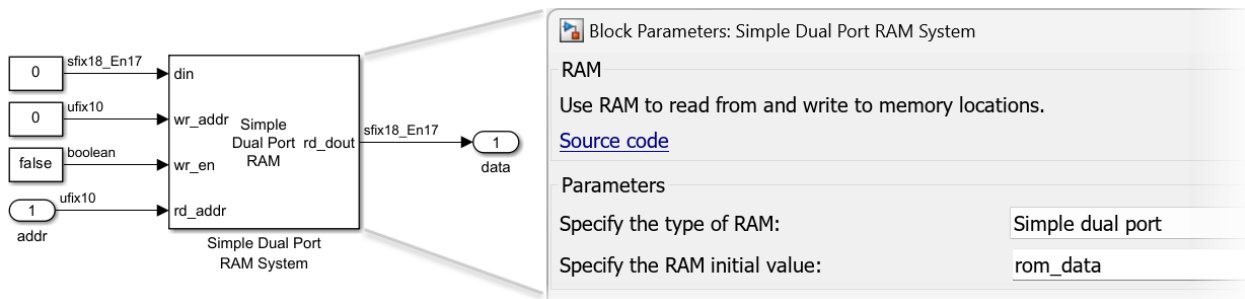 0
sfix18_En17
din
0
ufix10
wr_addr
false
boolean
wr_en
1
addr
ufix10
rd_addr
Simple
Dual Port
RAM
rd_dout
sfix18_En17
1
data
Simple Dual Port
RAM System
Block Parameters: Simple Dual Port RAM System
RAM
Use RAM to read from and write to memory locations.
Source code
Parameters
Specify the type of RAM: Simple dual port
Specify the RAM initial value: rom_data